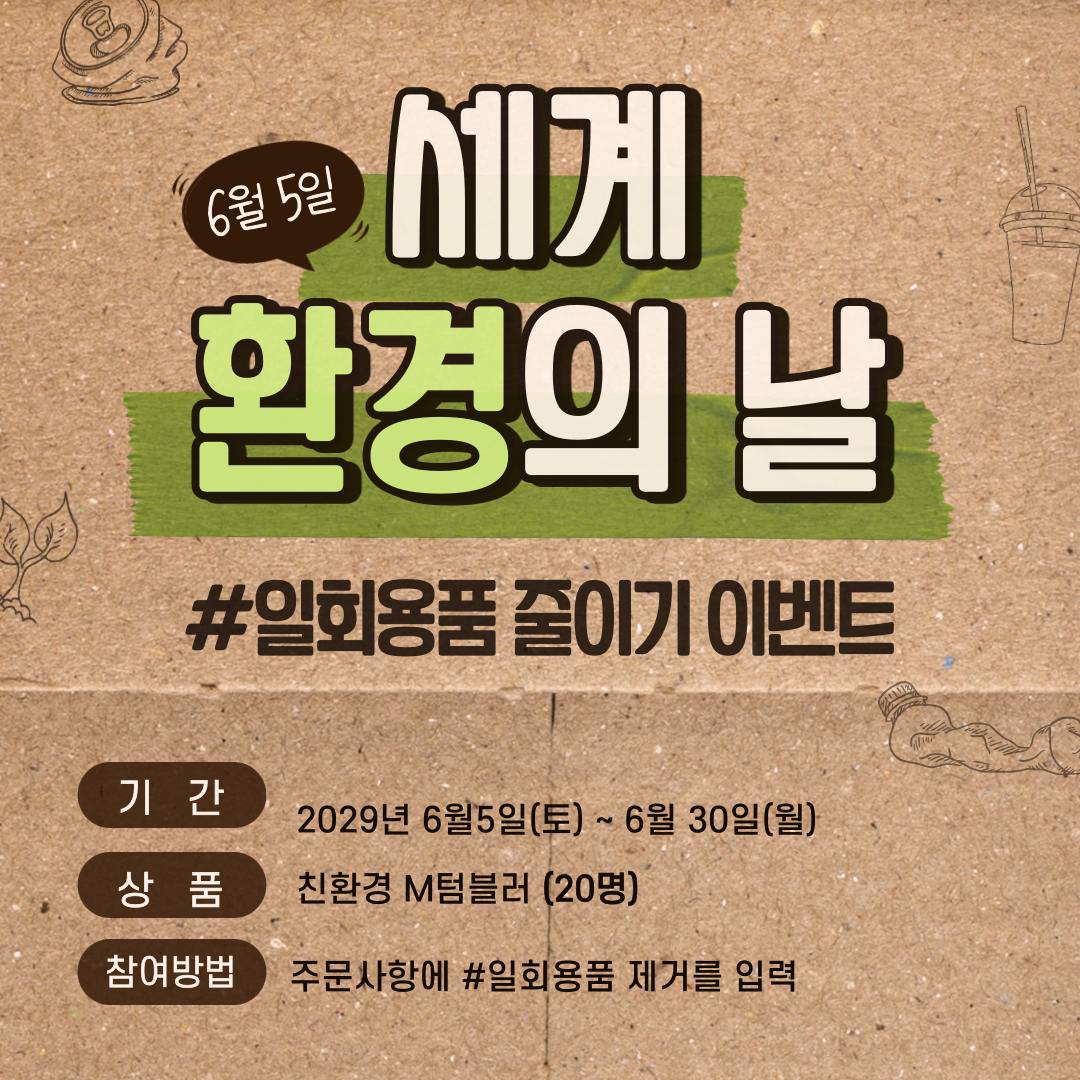 6월 5일
세계
환경의 날
#일회용품 줄이기 이벤트
기 간
2029년 6월5일(토) ~ 6월 30일(월)
상 품
친환경 M텀블러 (20명)
참여방법
주문사항에 #일회용품 제거를 입력